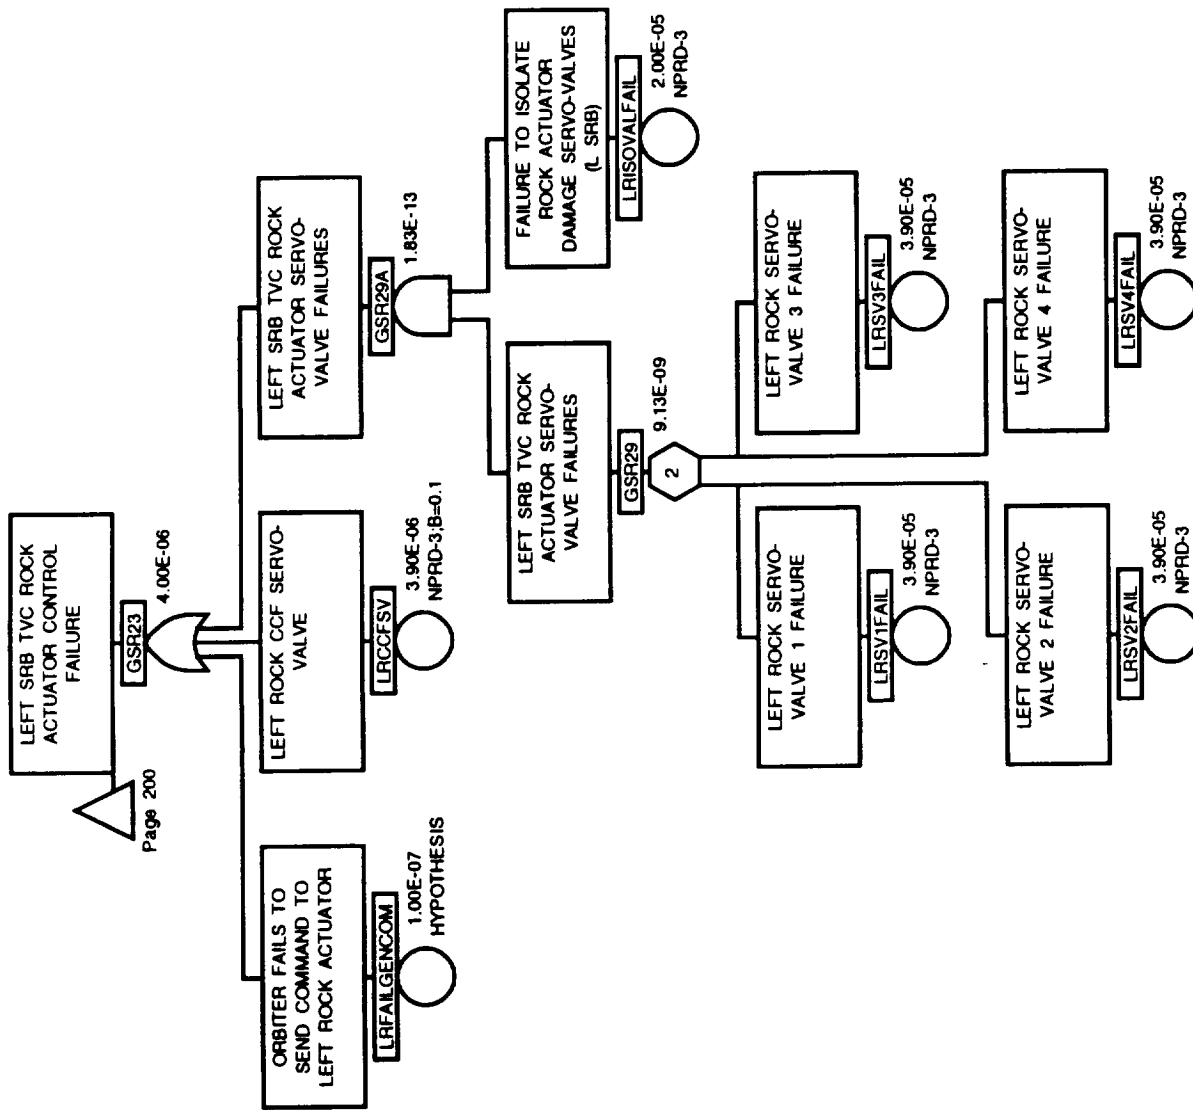 LEFT SRB TVC ROCK
ACTUATOR CONTROL
FAILURE
Page 200
GSR23
4.00E-06
ORBITER FAILS TO
SEND COMMAND TO
LEFT ROCK ACTUATOR
LRFAILGENCOM
1.00E-07
HYPOTHESIS
LEFT ROCK CCF SERVO-
VALVE
LRCCFSV
3.90E-06
NPRD-3;B=0.1
LEFT SRB TVC ROCK
ACTUATOR SERVO-
VALVE FAILURES
GSR29A
1.83E-13
LEFT SRB TVC ROCK
ACTUATOR SERVO-
VALVE FAILURES
GSR29
9.13E-09
2
FAILURE TO ISOLATE
ROCK ACTUATOR
DAMAGE SERVO-VALVES
(L SRB)
LRISOVALFAIL
2.00E-05
NPRD-3
LEFT ROCK SERVO-
VALVE 1 FAILURE
LRSV1FAIL
3.90E-05
NPRD-3
LEFT ROCK SERVO-
VALVE 3 FAILURE
LRSV3FAIL
3.90E-05
NPRD-3
LEFT ROCK SERVO-
VALVE 2 FAILURE
LRSV2FAIL
3.90E-05
NPRD-3
LEFT ROCK SERVO-
VALVE 4 FAILURE
LRSV4FAIL
3.90E-05
NPRD-3